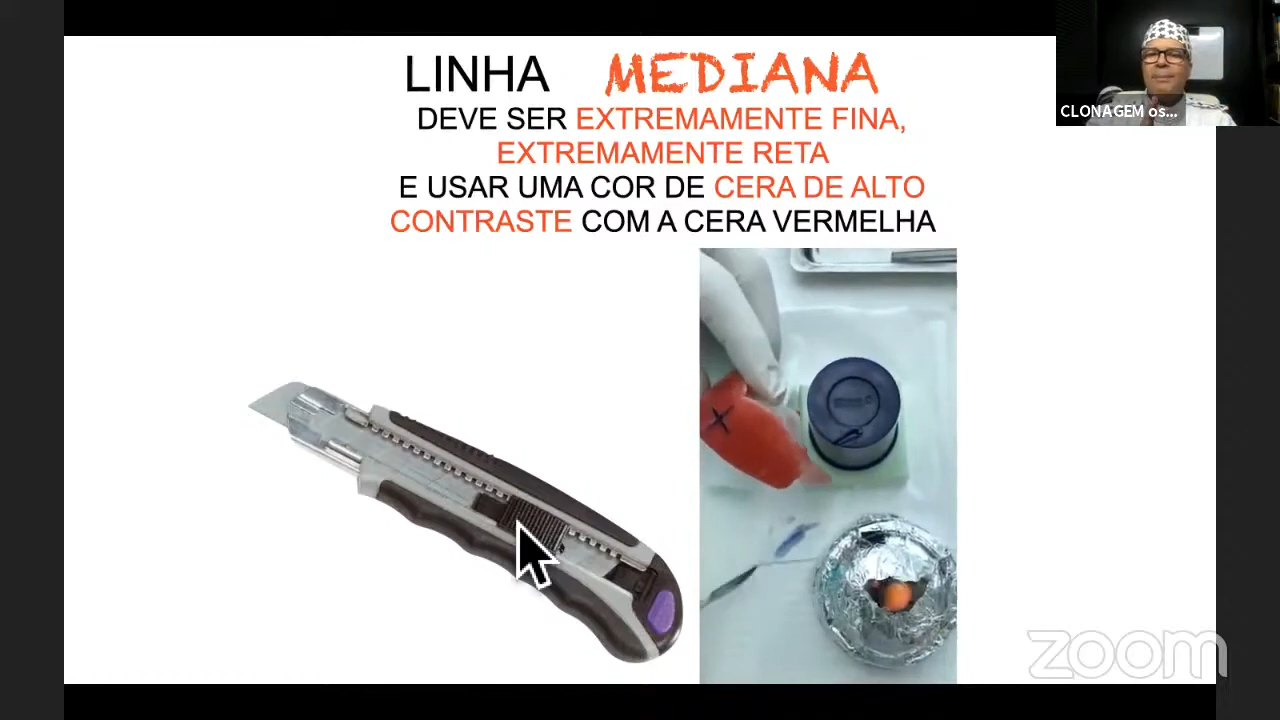 LINHA MEDIANA
DEVE SER EXTREMAMENTE FINA,
EXTREMAMENTE RETA
E USAR UMA COR DE CERA DE ALTO
CONTRASTE COM A CERA VERMELHA
CLONAGEM os...
zoom